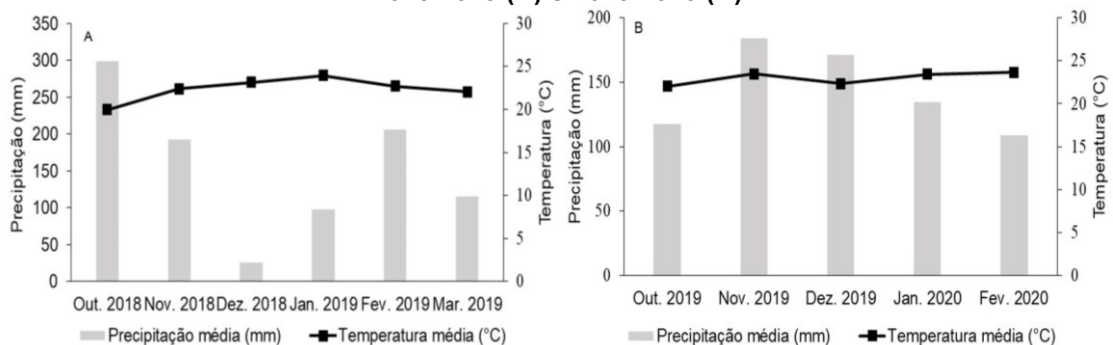 A
350
300
250
200
150
100
50
0
Precipitação (mm)
30
25
20
15
10
5
0
Temperatura (°C)
Out. 2018 Nov. 2018 Dez. 2018 Jan. 2019 Fev. 2019 Mar. 2019
Precipitação média (mm) Temperatura média (°C)
B
200
150
100
50
0
Precipitação (mm)
30
25
20
15
10
5
0
Temperatura (°C)
Out. 2019 Nov. 2019 Dez. 2019 Jan. 2020 Fev. 2020
Precipitação média (mm) Temperatura média (°C)